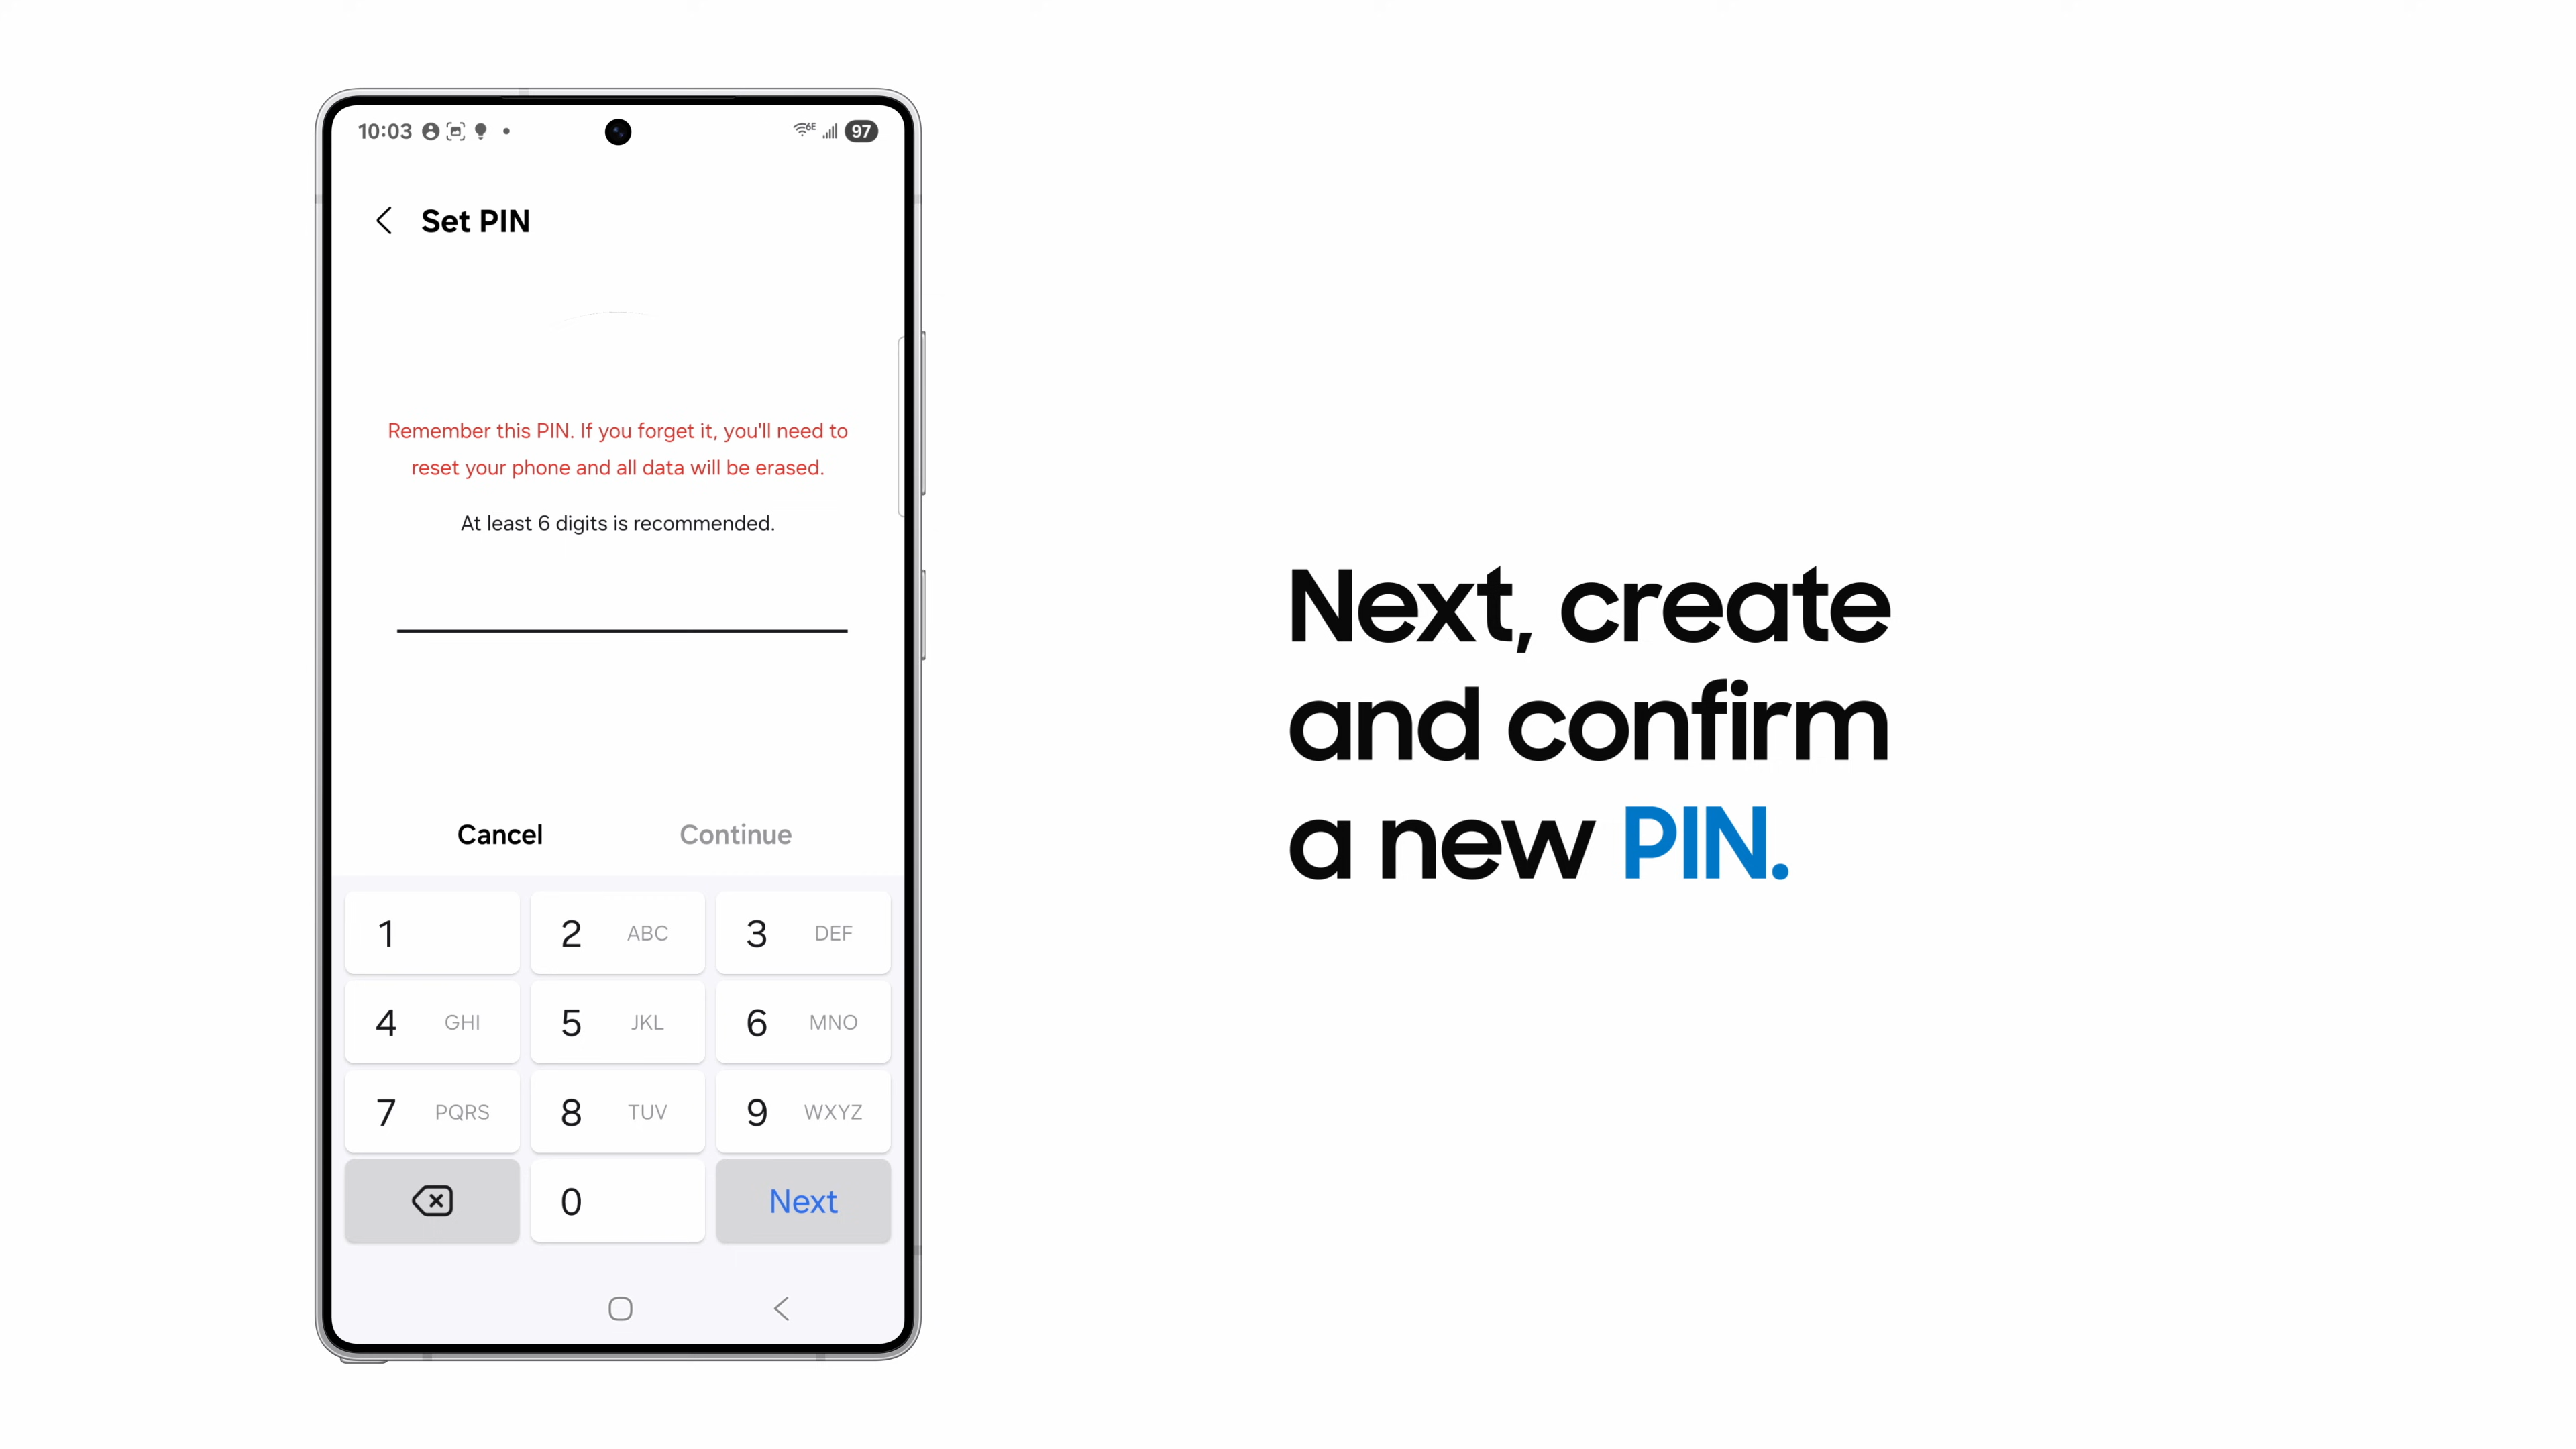 10:03
6E
97
Set PIN
Remember this PIN. If you forget it, you'll need to
reset your phone and all data will be erased.
At least 6 digits is recommended.
Cancel Continue
1 2 ABC 3 DEF
4 GHI 5 JKL 6 MNO
7 PQRS 8 TUV 9 WXYZ
0 Next
Next, create
and confirm
a new PIN.